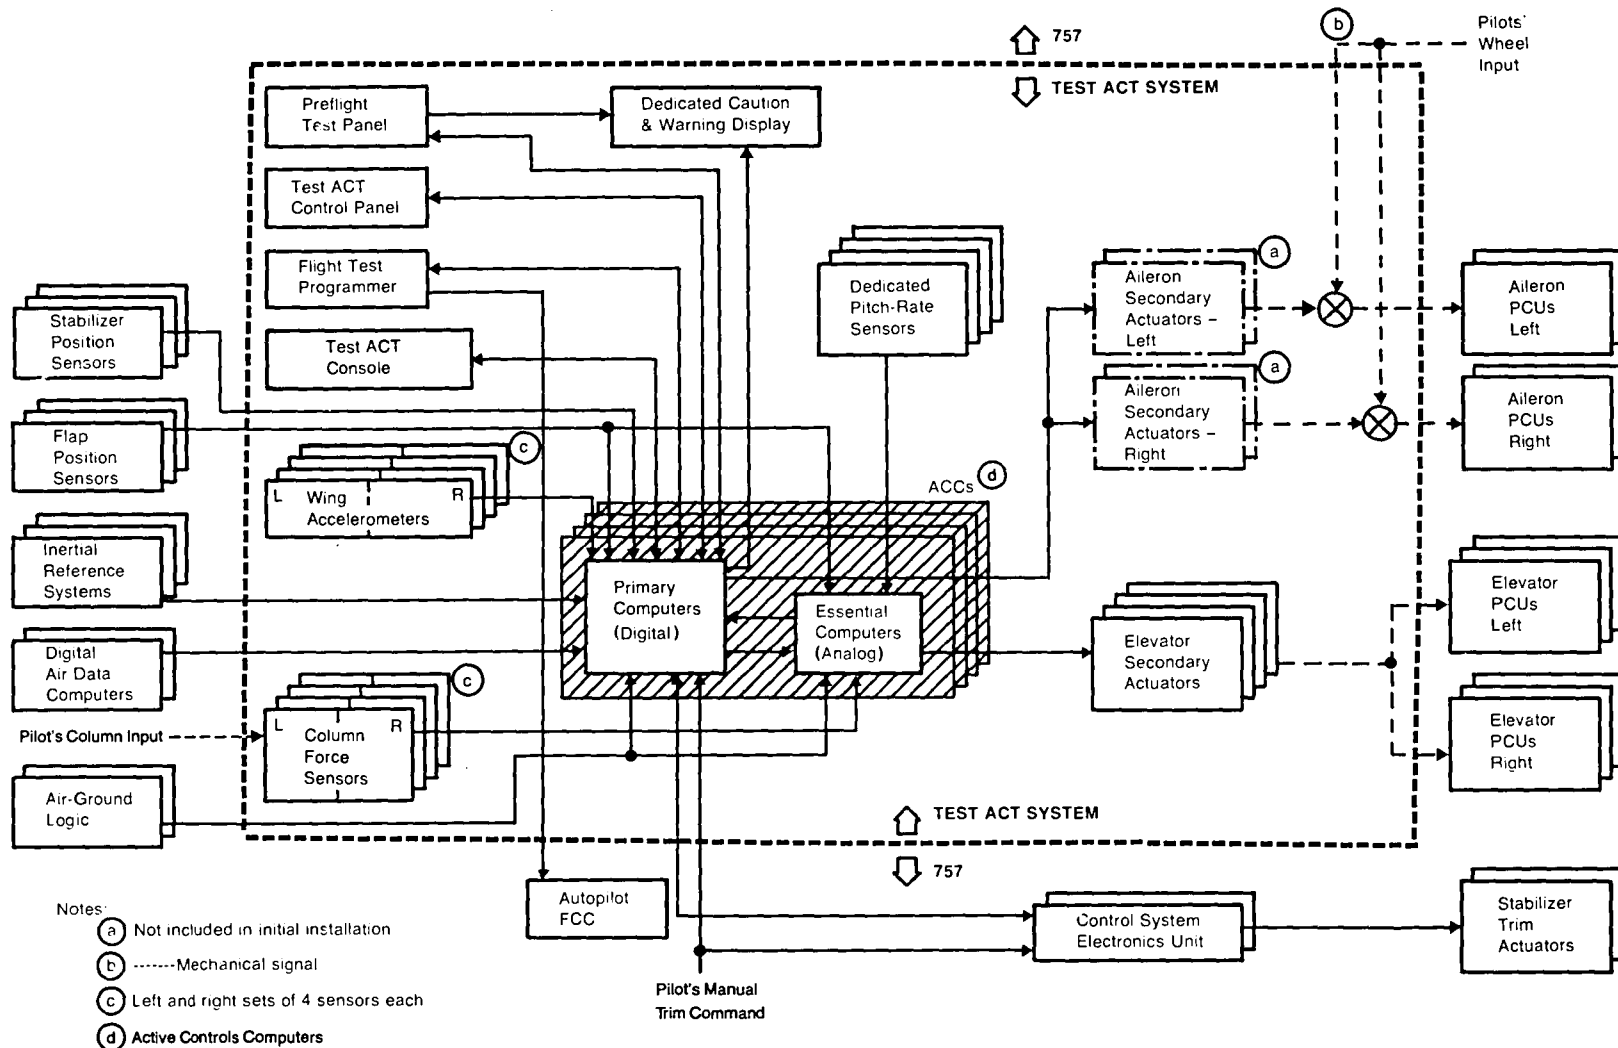 757
TEST ACT SYSTEM
b
Pilots'
Wheel
Input
Preflight
Test Panel
Dedicated Caution
& Warning Display
Test ACT
Control Panel
Flight Test
Programmer
Test ACT
Console
Dedicated
Pitch-Rate
Sensors
a
Aileron
Secondary
Actuators –
Left
a
Aileron
Secondary
Actuators –
Right
Aileron
PCUs
Left
Aileron
PCUs
Right
Stabilizer
Position
Sensors
Flap
Position
Sensors
Inertial
Reference
Systems
Digital
Air Data
Computers
Pilot's Column Input
Air-Ground
Logic
c
L Wing R
Accelerometers
ACCs d
Primary
Computers
(Digital)
Essential
Computers
(Analog)
c
L Column R
Force
Sensors
Elevator
Secondary
Actuators
Elevator
PCUs
Left
Elevator
PCUs
Right
TEST ACT SYSTEM
757
Autopilot
FCC
Control System
Electronics Unit
Stabilizer
Trim
Actuators
Pilot's Manual
Trim Command
Notes:
a Not included in initial installation
b ------Mechanical signal
c Left and right sets of 4 sensors each
d Active Controls Computers